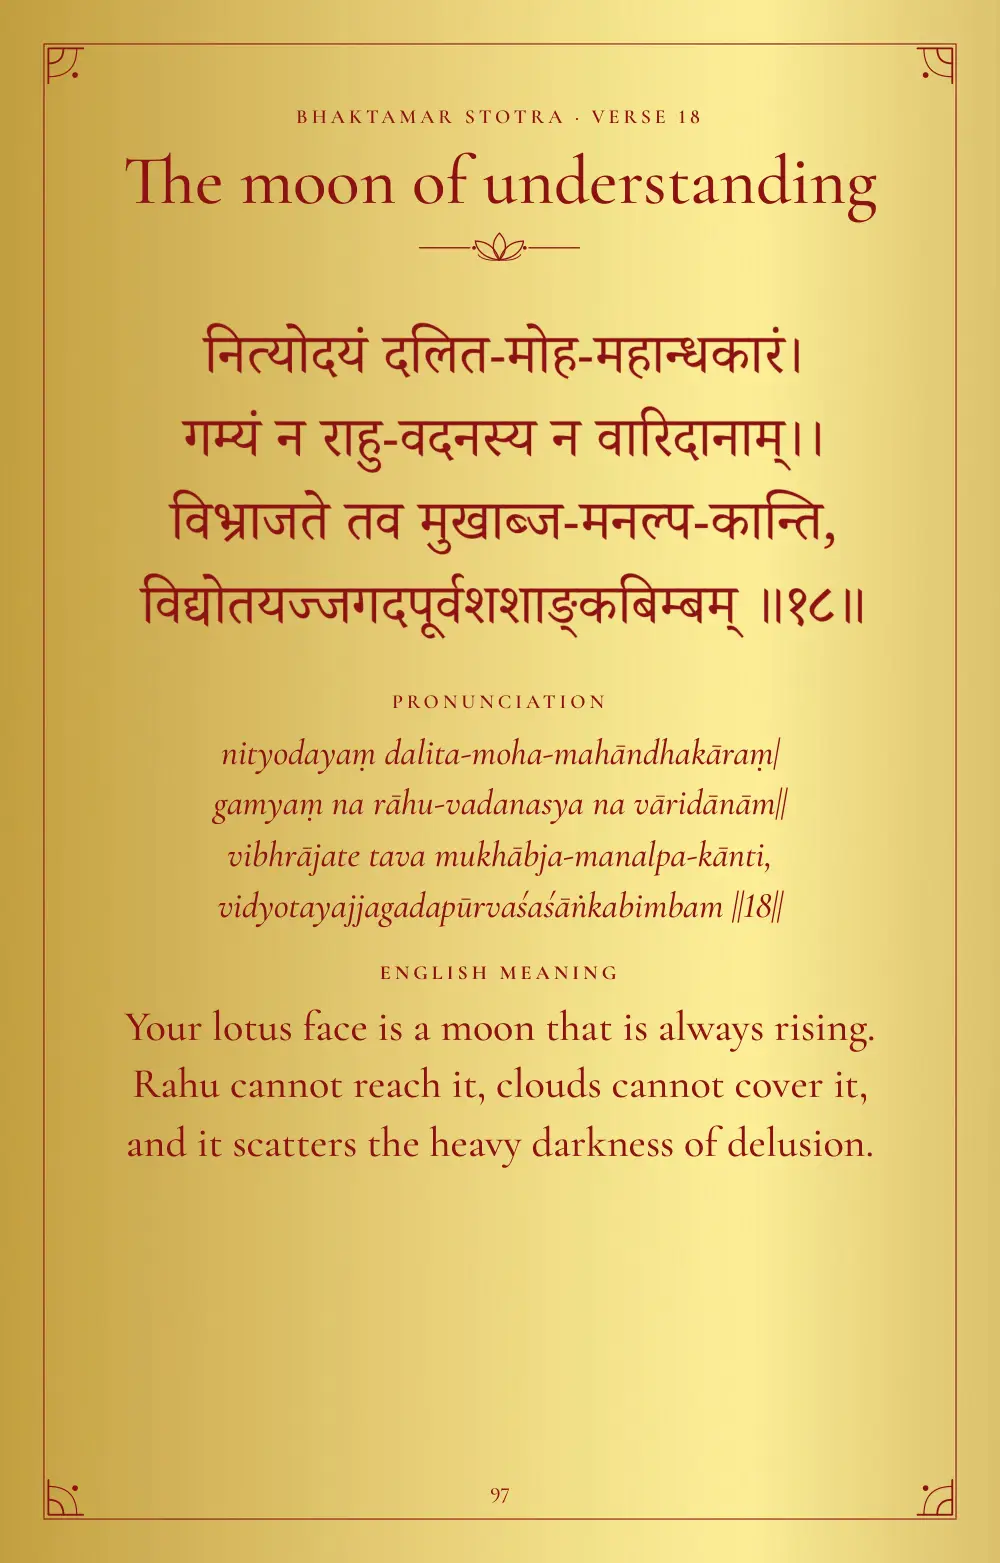 BHAKTAMAR STOTRA · VERSE 18
The moon of understanding
नित्योदयं दलित-मोह-महान्धकारं।
गम्यं न राहु-वदनस्य न वारिदानाम्।।
विभ्राजते तव मुखाब्ज-मनल्प-कान्ति,
विद्योतयज्जगदपूर्वशशाङ्कबिम्बम् ॥१८॥
PRONUNCIATION
nityodayaṃ dalita-moha-mahāndhakāraṃ|
gamyaṃ na rāhu-vadanasya na vāridānām||
vibhrājate tava mukhābja-manalpa-kānti,
vidyotayajjagadapūrvaśaśāṅkabimbam ||18||
ENGLISH MEANING
Your lotus face is a moon that is always rising.
Rahu cannot reach it, clouds cannot cover it,
and it scatters the heavy darkness of delusion.
97